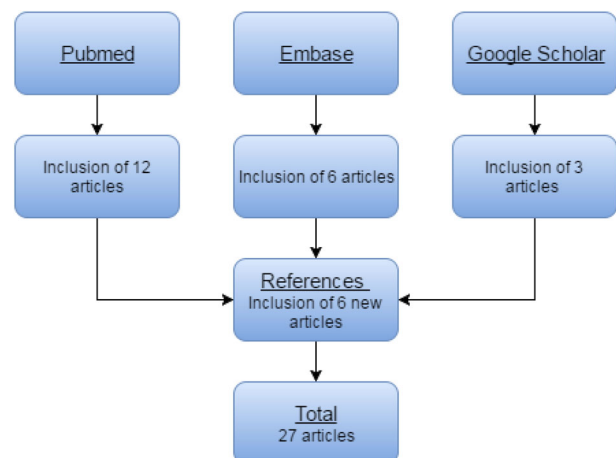 Pubmed
Embase
Google Scholar
Inclusion of 12
articles
Inclusion of 6 articles
Inclusion of 3
articles
References
Inclusion of 6 new
articles
Total
27 articles